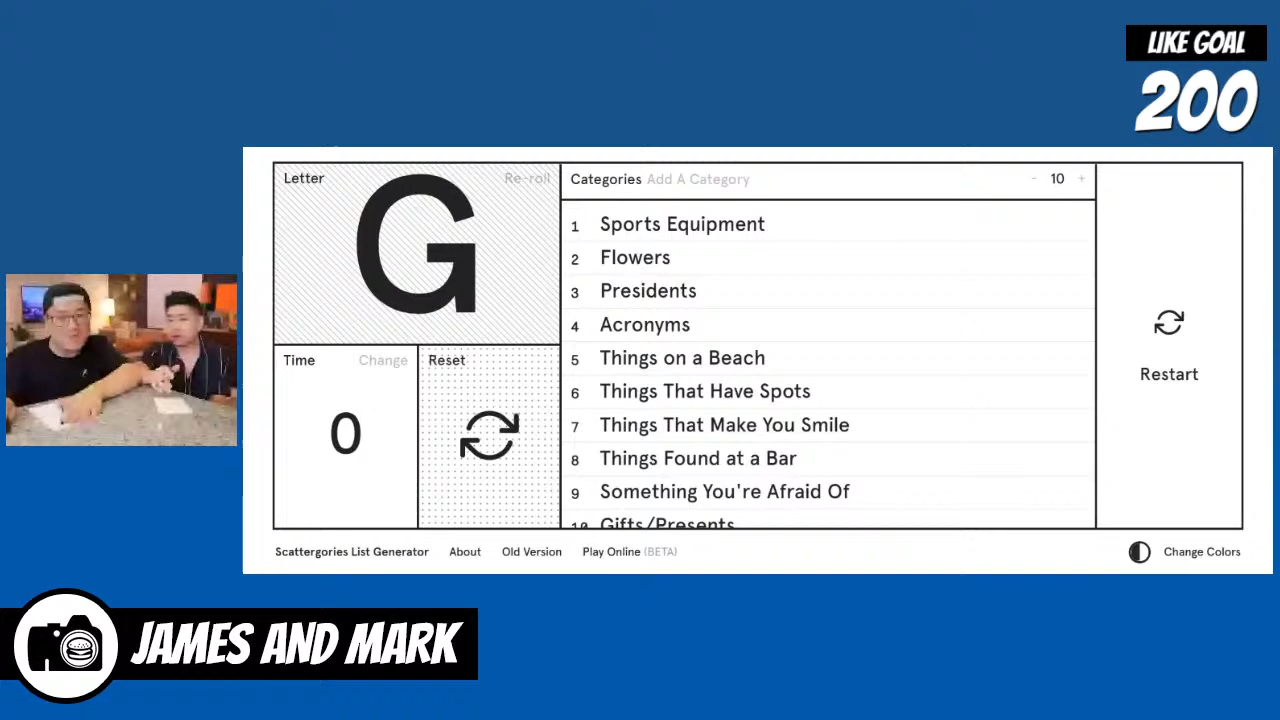 LIKE GOAL
200
Letter
Re-roll
G
Time
Change
0
Reset
Categories Add A Category
- 10 +
1 Sports Equipment
2 Flowers
3 Presidents
4 Acronyms
5 Things on a Beach
6 Things That Have Spots
7 Things That Make You Smile
8 Things Found at a Bar
9 Something You're Afraid Of
10 Gifts/Presents
Restart
Scattergories List Generator About Old Version Play Online (BETA)
Change Colors
JAMES AND MARK